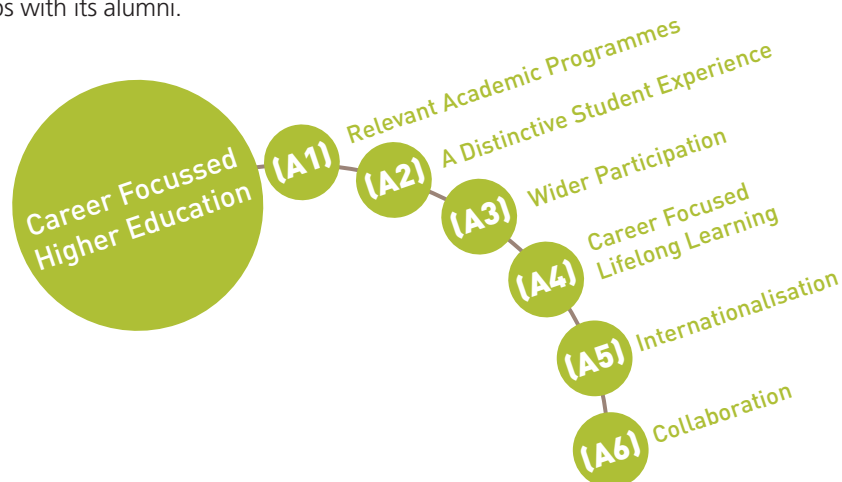 with its alumni.
Career Focussed
Higher Education
(A1)
Relevant Academic Programmes
(A2)
A Distinctive Student Experience
(A3)
Wider Participation
(A4)
Career Focused
Lifelong Learning
(A5)
Internationalisation
(A6)
Collaboration